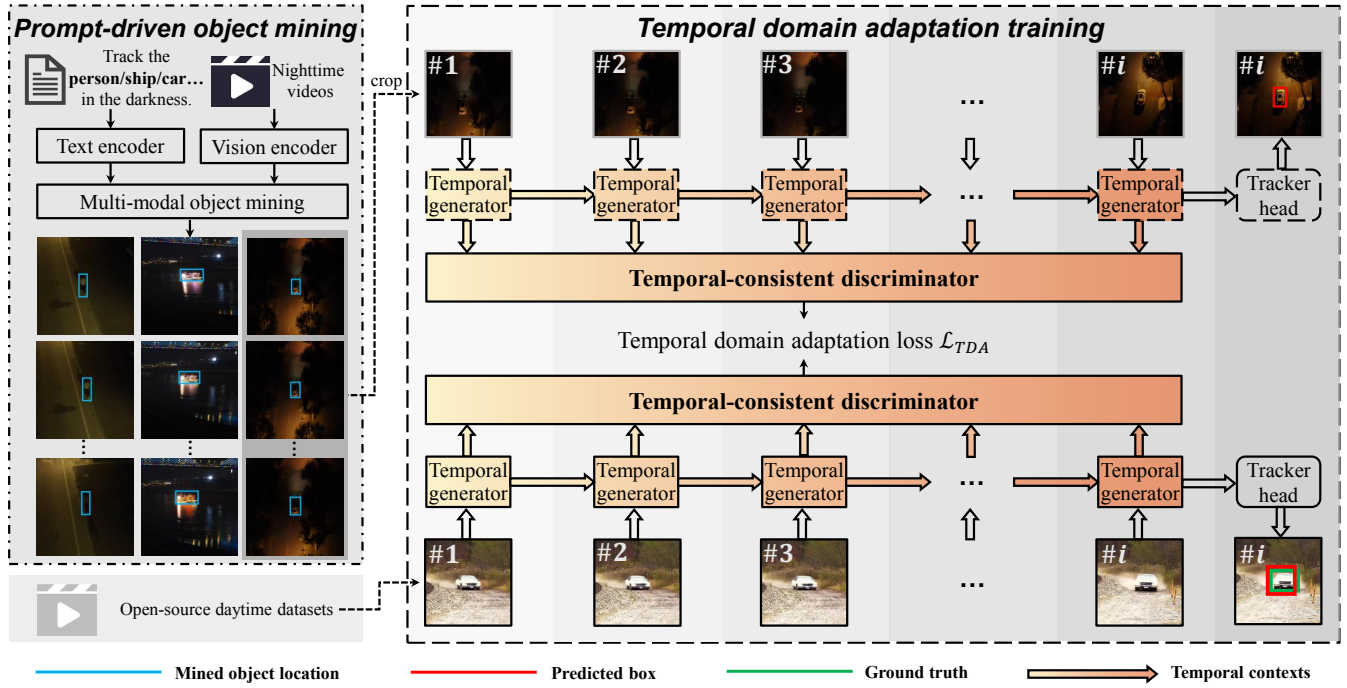 Prompt-driven object mining
Track the
person/ship/car…
in the darkness.
Nighttime
videos
Text encoder
Vision encoder
Multi-modal object mining
⋮
⋮
⋮
Open-source daytime datasets
crop
Temporal domain adaptation training
#1
#2
#3
...
#i
#i
Temporal
generator
Temporal
generator
Temporal
generator
...
Temporal
generator
Tracker
head
Temporal-consistent discriminator
Temporal domain adaptation loss ℒ_TDA
Temporal-consistent discriminator
Temporal
generator
Temporal
generator
Temporal
generator
...
Temporal
generator
Tracker
head
#1
#2
#3
...
#i
#i
Mined object location
Predicted box
Ground truth
Temporal contexts